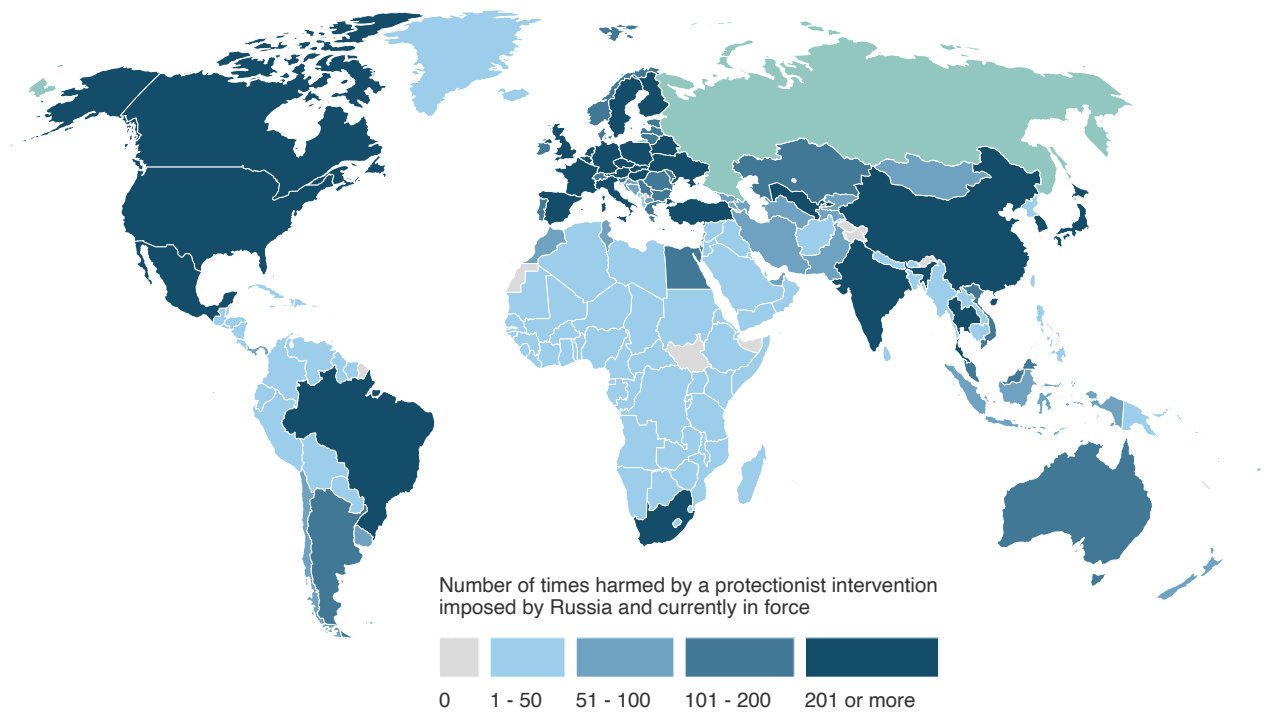 Number of times harmed by a protectionist intervention
imposed by Russia and currently in force
0 1 - 50 51 - 100 101 - 200 201 or more